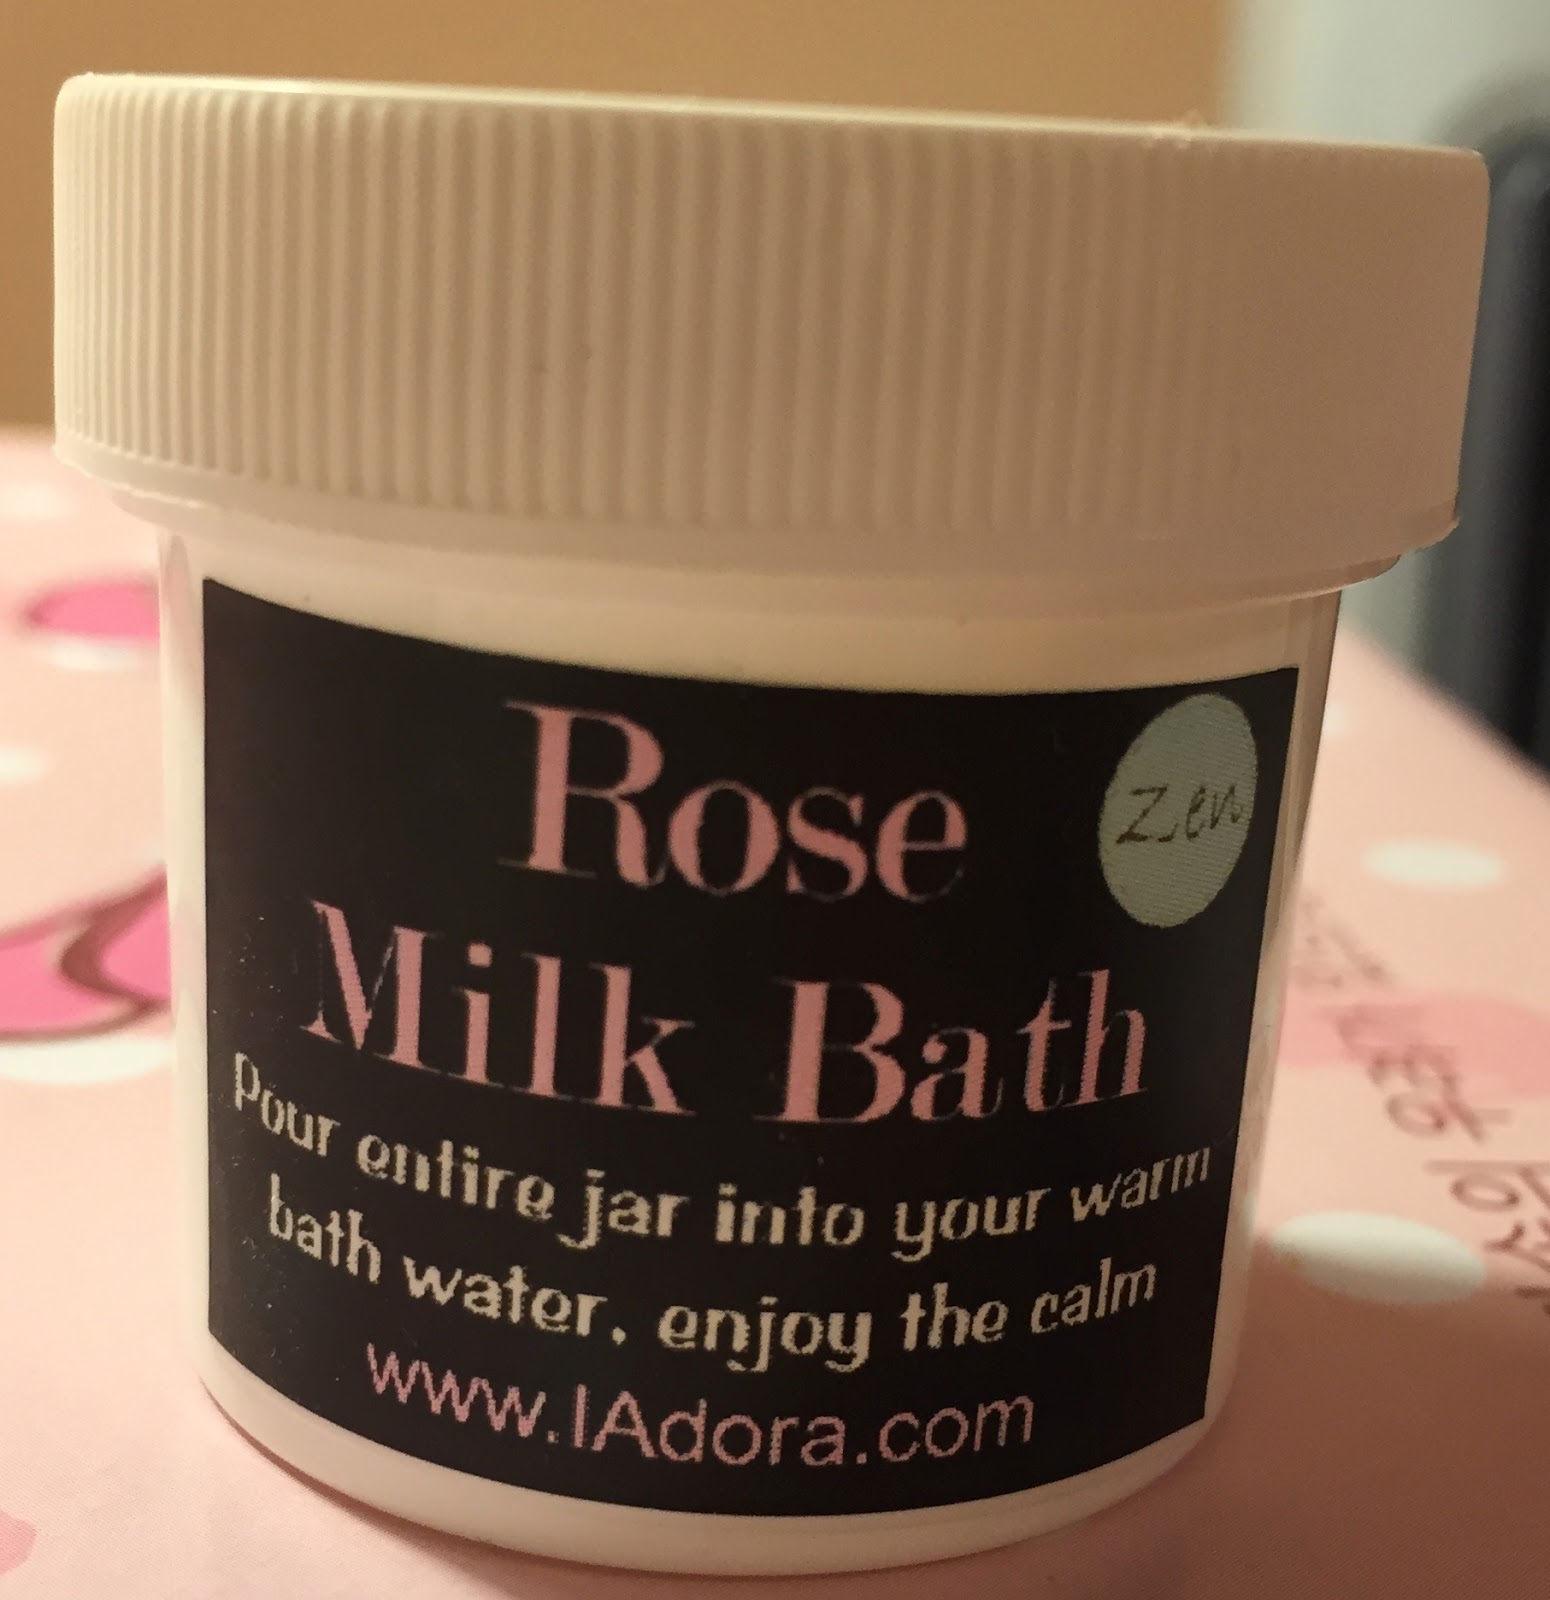 Rose
Zen
Milk Bath
Pour entire jar into your warm
bath water. enjoy the calm
www.IAdora.com